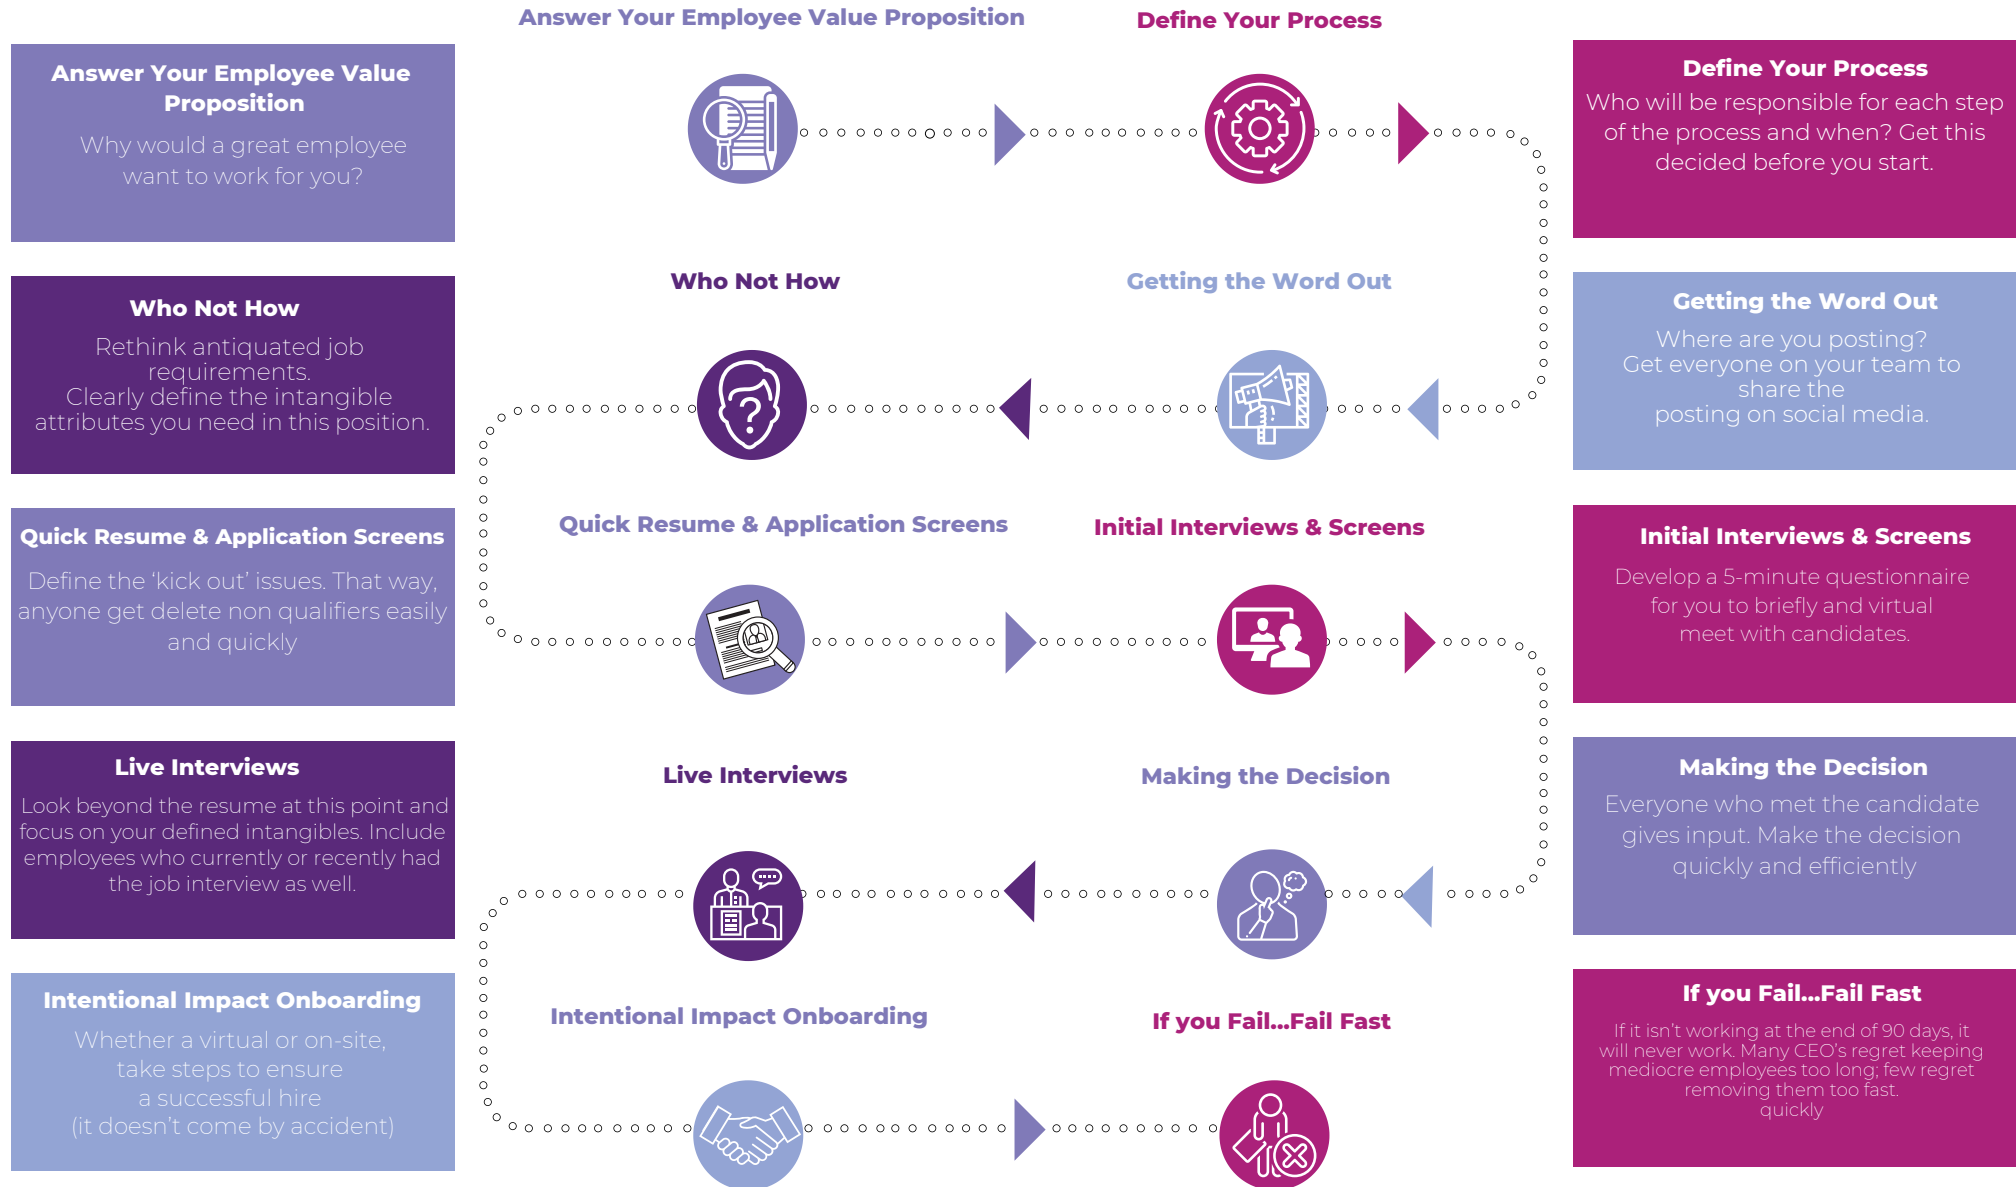 Answer Your Employee Value Proposition
Define Your Process
Answer Your Employee Value
Proposition
Why would a great employee
want to work for you?
Define Your Process
Who will be responsible for each step
of the process and when? Get this
decided before you start.
Who Not How
Getting the Word Out
Who Not How
Rethink antiquated job
requirements.
Clearly define the intangible
attributes you need in this position.
?
Getting the Word Out
Where are you posting?
Get everyone on your team to
share the
posting on social media.
Quick Resume & Application Screens
Initial Interviews & Screens
Quick Resume & Application Screens
Define the ‘kick out’ issues. That way,
anyone get delete non qualifiers easily
and quickly
Initial Interviews & Screens
Develop a 5-minute questionnaire
for you to briefly and virtual
meet with candidates.
Live Interviews
Making the Decision
Live Interviews
Look beyond the resume at this point and
focus on your defined intangibles. Include
employees who currently or recently had
the job interview as well.
Making the Decision
Everyone who met the candidate
gives input. Make the decision
quickly and efficiently
Intentional Impact Onboarding
If you Fail...Fail Fast
Intentional Impact Onboarding
Whether a virtual or on-site,
take steps to ensure
a successful hire
(it doesn’t come by accident)
If you Fail...Fail Fast
If it isn’t working at the end of 90 days, it
will never work. Many CEO’s regret keeping
mediocre employees too long; few regret
removing them too fast.
quickly